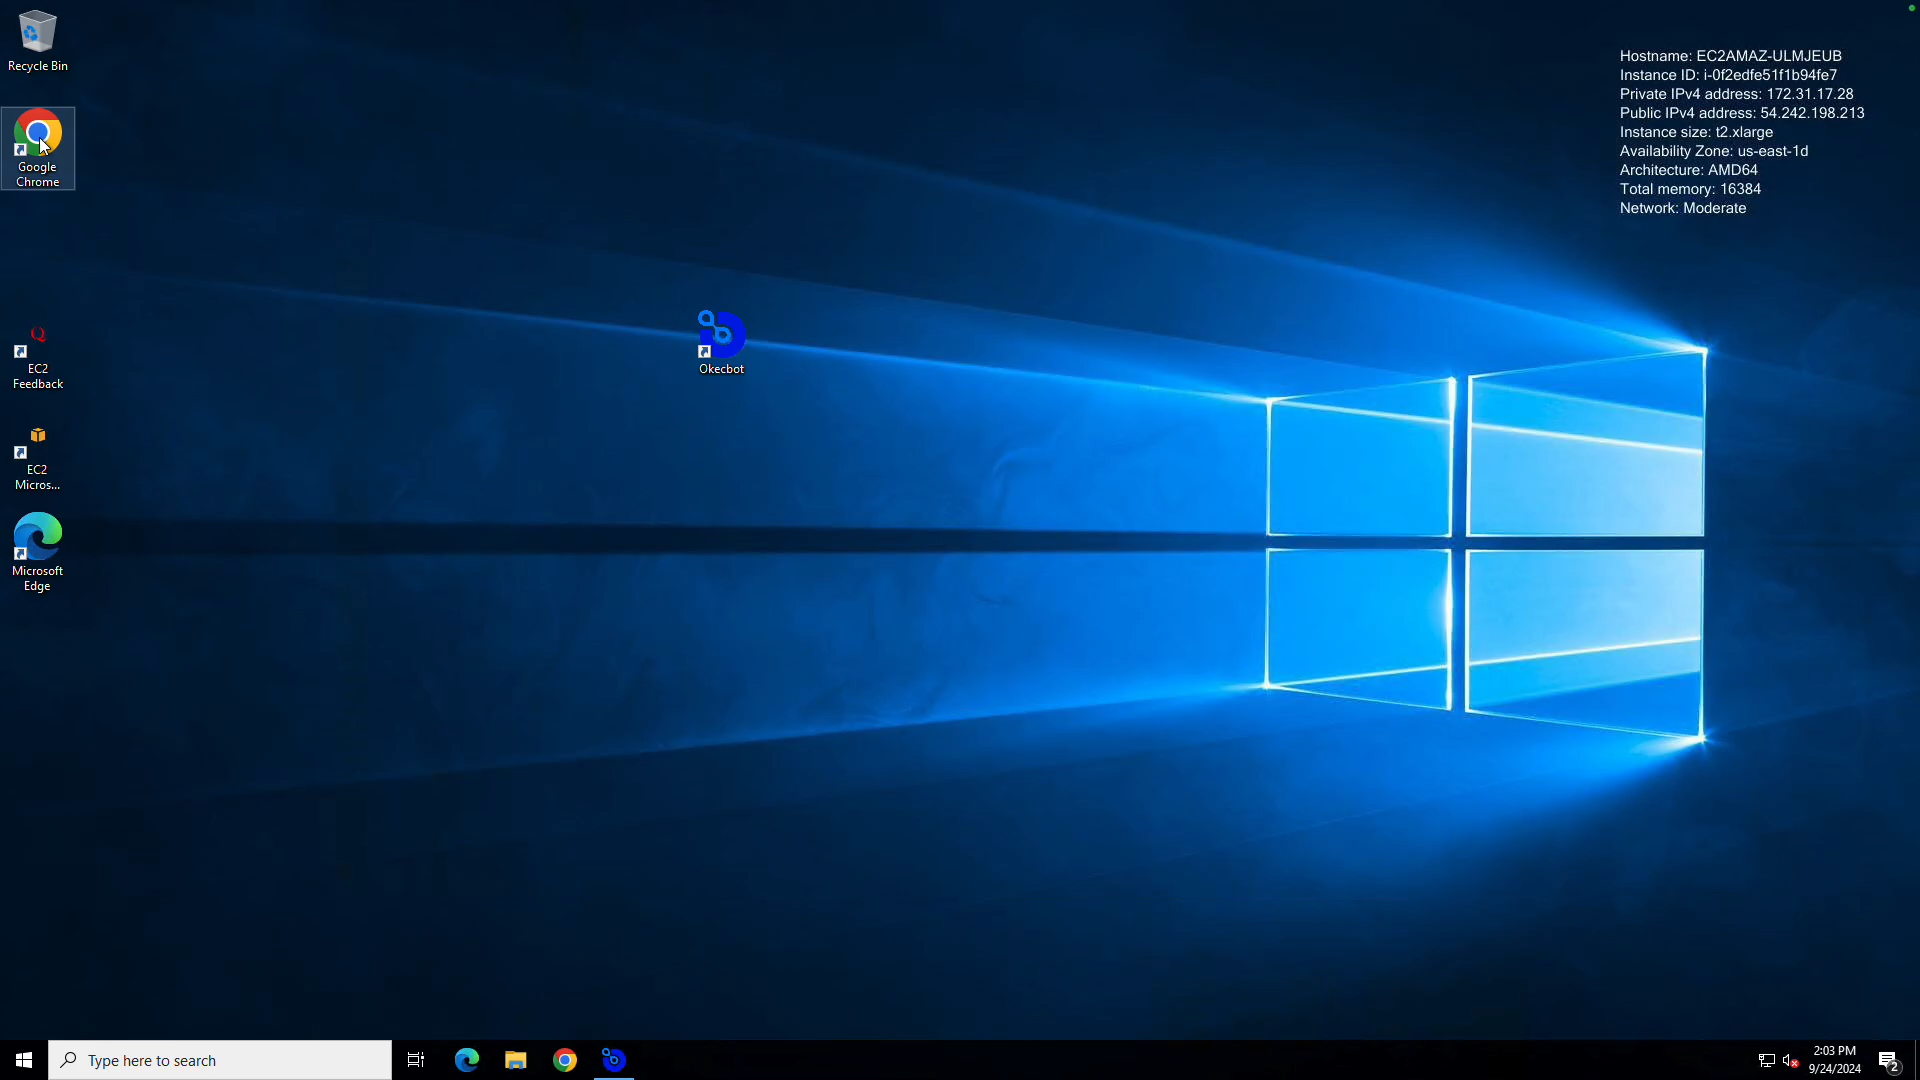 Recycle Bin
Google
Chrome
EC2
Feedback
EC2
Micros...
Microsoft
Edge
Okecbot
Hostname: EC2AMAZ-ULMJEUB
Instance ID: i-0f2edfe51f1b94fe7
Private IPv4 address: 172.31.17.28
Public IPv4 address: 54.242.198.213
Instance size: t2.xlarge
Availability Zone: us-east-1d
Architecture: AMD64
Total memory: 16384
Network: Moderate
Type here to search
2:03 PM
9/24/2024
2